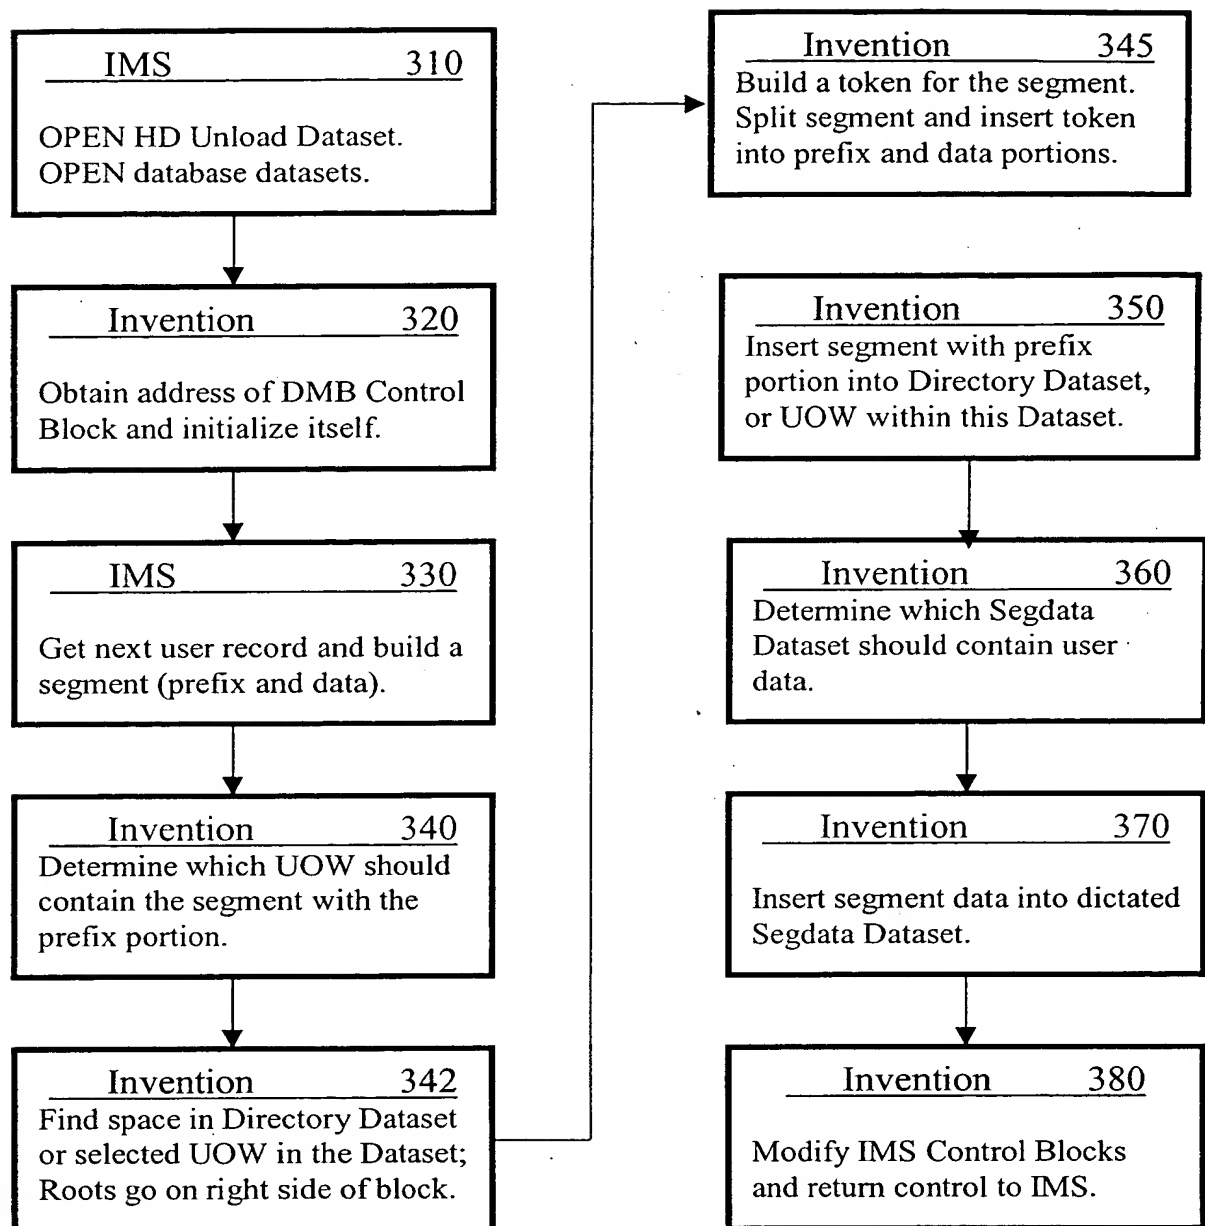 IMS 310
OPEN HD Unload Dataset.
OPEN database datasets.
Invention 320
Obtain address of DMB Control
Block and initialize itself.
IMS 330
Get next user record and build a
segment (prefix and data).
Invention 340
Determine which UOW should
contain the segment with the
prefix portion.
Invention 342
Find space in Directory Dataset
or selected UOW in the Dataset;
Roots go on right side of block.
Invention 345
Build a token for the segment.
Split segment and insert token
into prefix and data portions.
Invention 350
Insert segment with prefix
portion into Directory Dataset,
or UOW within this Dataset.
Invention 360
Determine which Segdata
Dataset should contain user
data.
Invention 370
Insert segment data into dictated
Segdata Dataset.
Invention 380
Modify IMS Control Blocks
and return control to IMS.